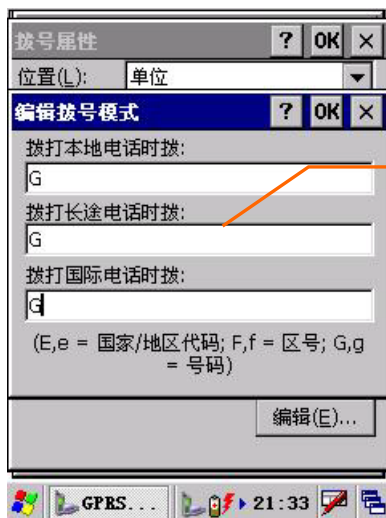 拨号属性 ? OK ×
位置(L): 单位
编辑拨号模式 ? OK ×
拨打本地电话时拨:
G
拨打长途电话时拨:
G
拨打国际电话时拨:
G
(E,e = 国家/地区代码; F,f = 区号; G,g
= 号码)
编辑(E)...
GPRS... 21:33